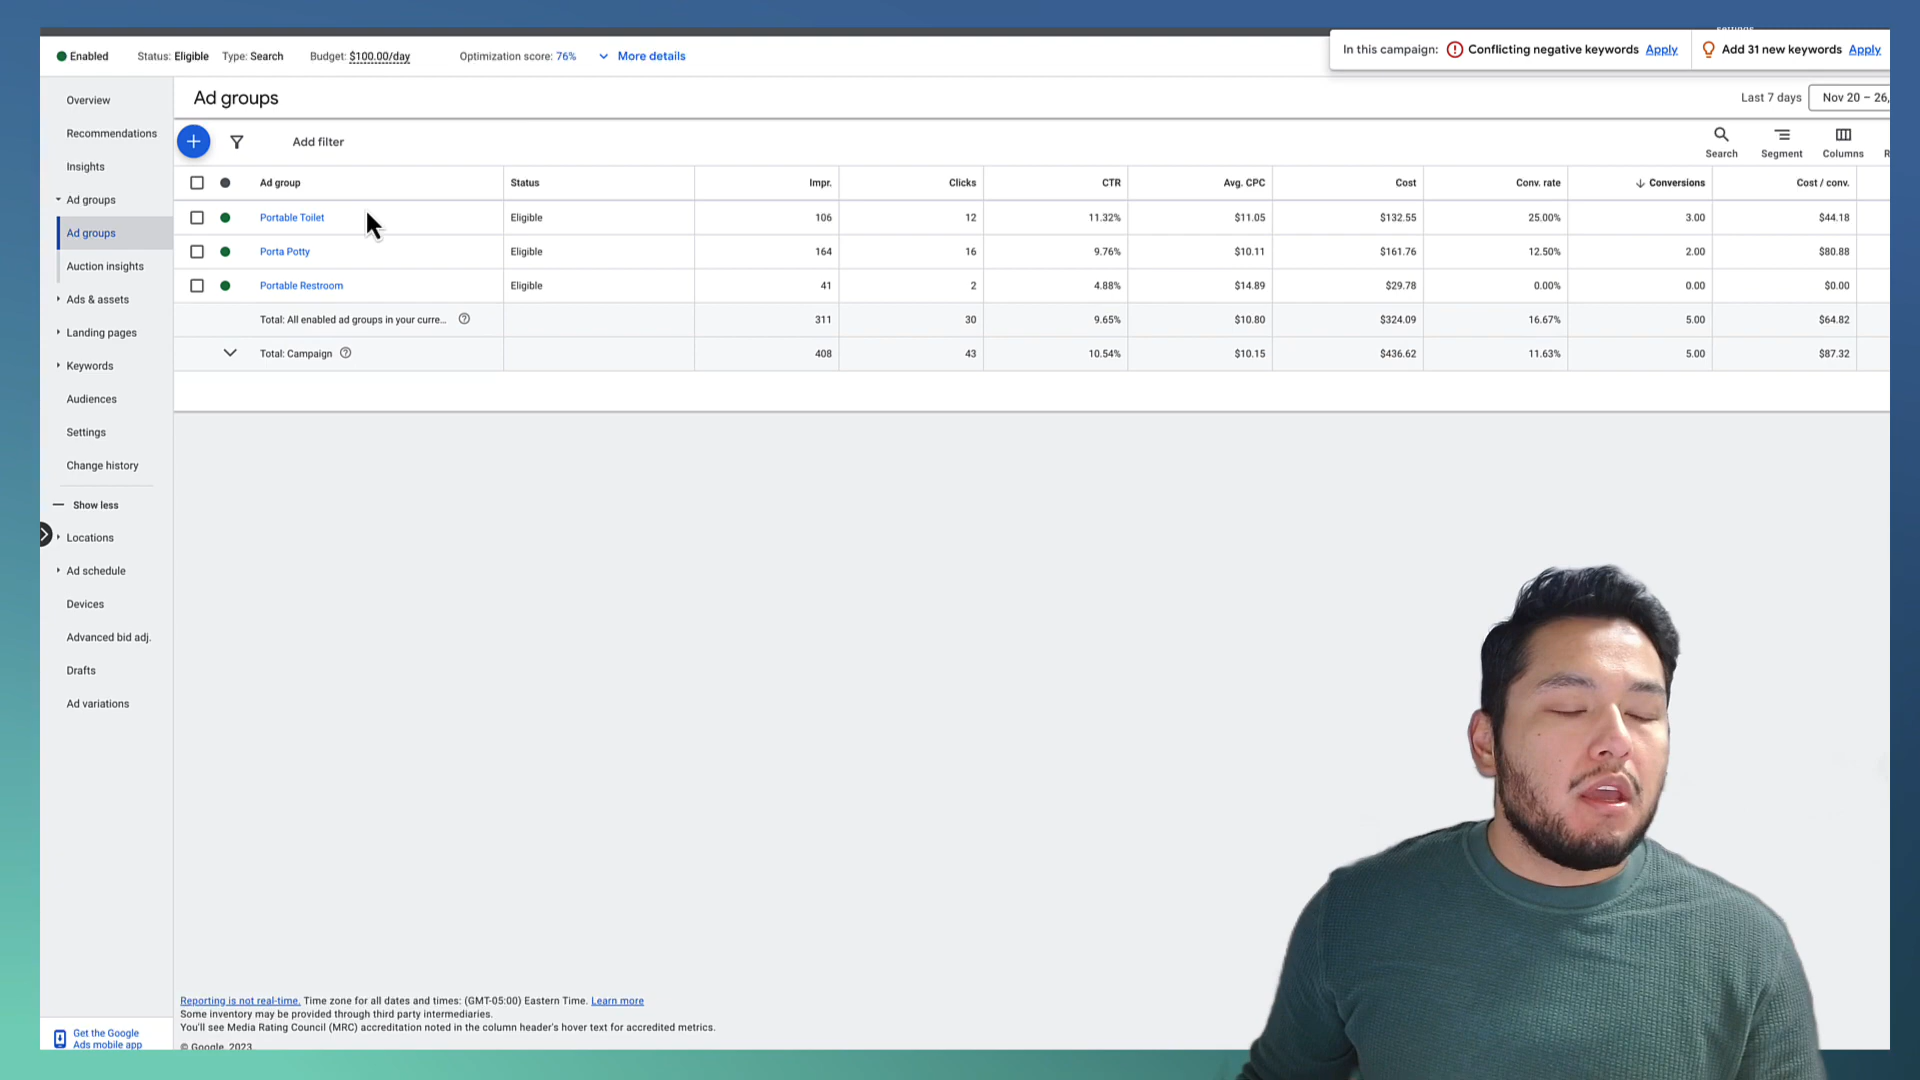 settings
Enabled Status: Eligible Type: Search Budget: $100.00/day Optimization score: 76% More details
In this campaign: Conflicting negative keywords Apply Add 31 new keywords Apply
Overview
Recommendations
Insights
Ad groups
Ad groups
Auction insights
Ads & assets
Landing pages
Keywords
Audiences
Settings
Change history
Show less
Locations
Ad schedule
Devices
Advanced bid adj.
Drafts
Ad variations
Get the Google
Ads mobile app
Ad groups
Last 7 days Nov 20 – 26,
Add filter
Search Segment Columns R
Ad group Status Impr. Clicks CTR Avg. CPC Cost Conv. rate Conversions Cost / conv.
Portable Toilet Eligible 106 12 11.32% $11.05 $132.55 25.00% 3.00 $44.18
Porta Potty Eligible 164 16 9.76% $10.11 $161.76 12.50% 2.00 $80.88
Portable Restroom Eligible 41 2 4.88% $14.89 $29.78 0.00% 0.00 $0.00
Total: All enabled ad groups in your curre... 311 30 9.65% $10.80 $324.09 16.67% 5.00 $64.82
Total: Campaign 408 43 10.54% $10.15 $436.62 11.63% 5.00 $87.32
Reporting is not real-time. Time zone for all dates and times: (GMT-05:00) Eastern Time. Learn more
Some inventory may be provided through third party intermediaries.
You'll see Media Rating Council (MRC) accreditation noted in the column header's hover text for accredited metrics.
© Google, 2023.